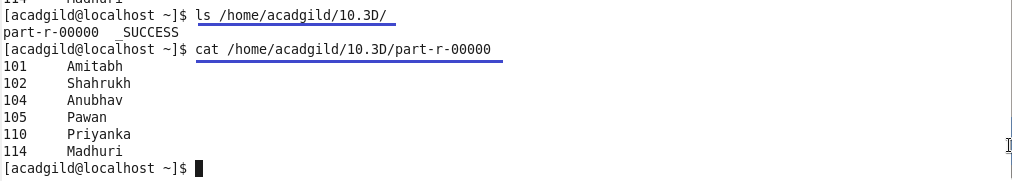 114     Madhuri
[acadgild@localhost ~]$ ls /home/acadgild/10.3D/
part-r-00000  _SUCCESS
[acadgild@localhost ~]$ cat /home/acadgild/10.3D/part-r-00000
101     Amitabh
102     Shahrukh
104     Anubhav
105     Pawan
110     Priyanka
114     Madhuri
[acadgild@localhost ~]$